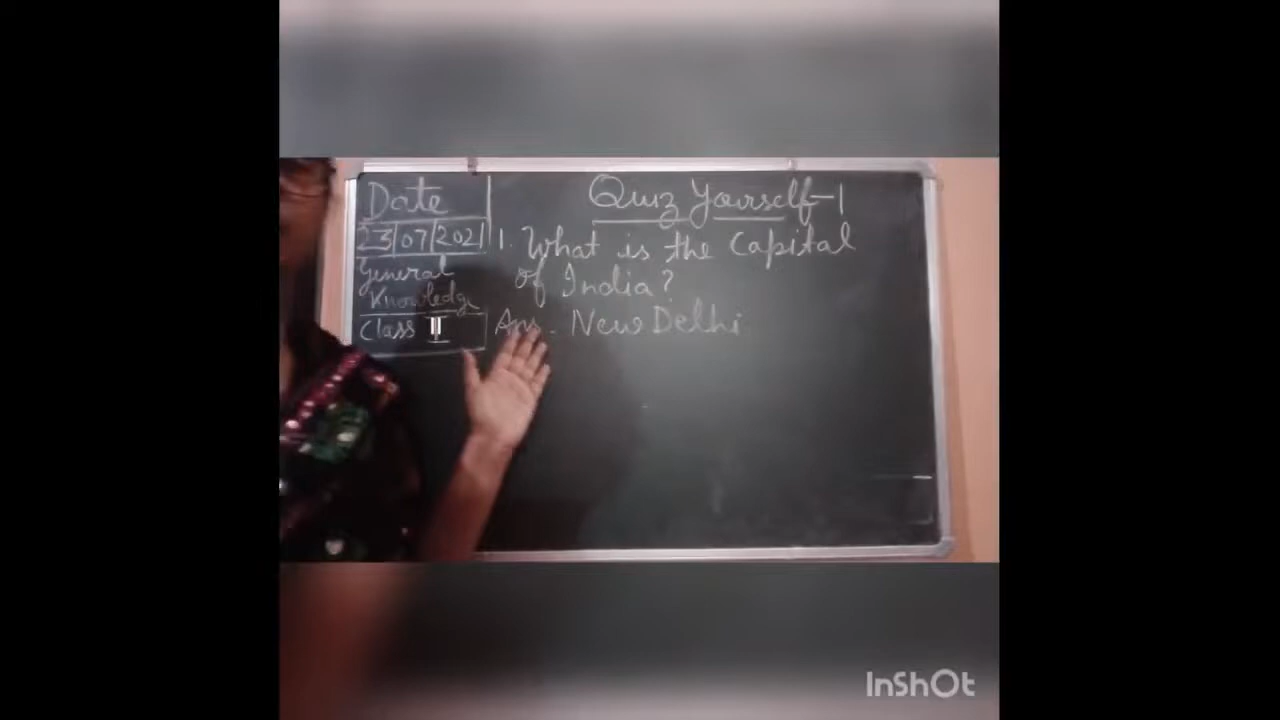 Date
23/07/2021
General
Knowledge
Class II
Quiz Yourself-1
1. What is the Capital
of India?
Ans. New Delhi
InShOt